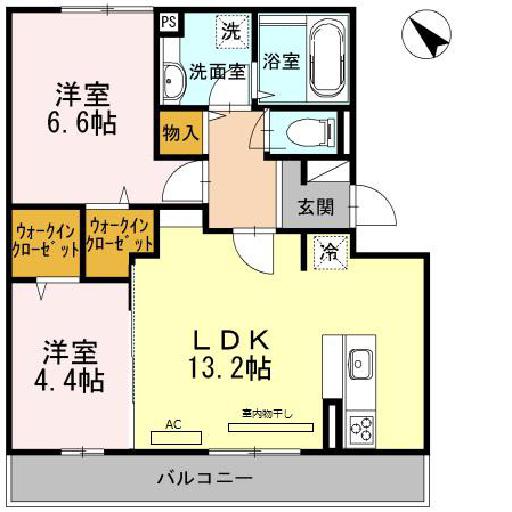 PS
洗
洗面室
浴室
洋室
6.6帖
物入
玄関
ウォークイン
クローゼット
ウォークイン
クローゼット
冷
LDK
13.2帖
洋室
4.4帖
AC
室内物干し
バルコニー